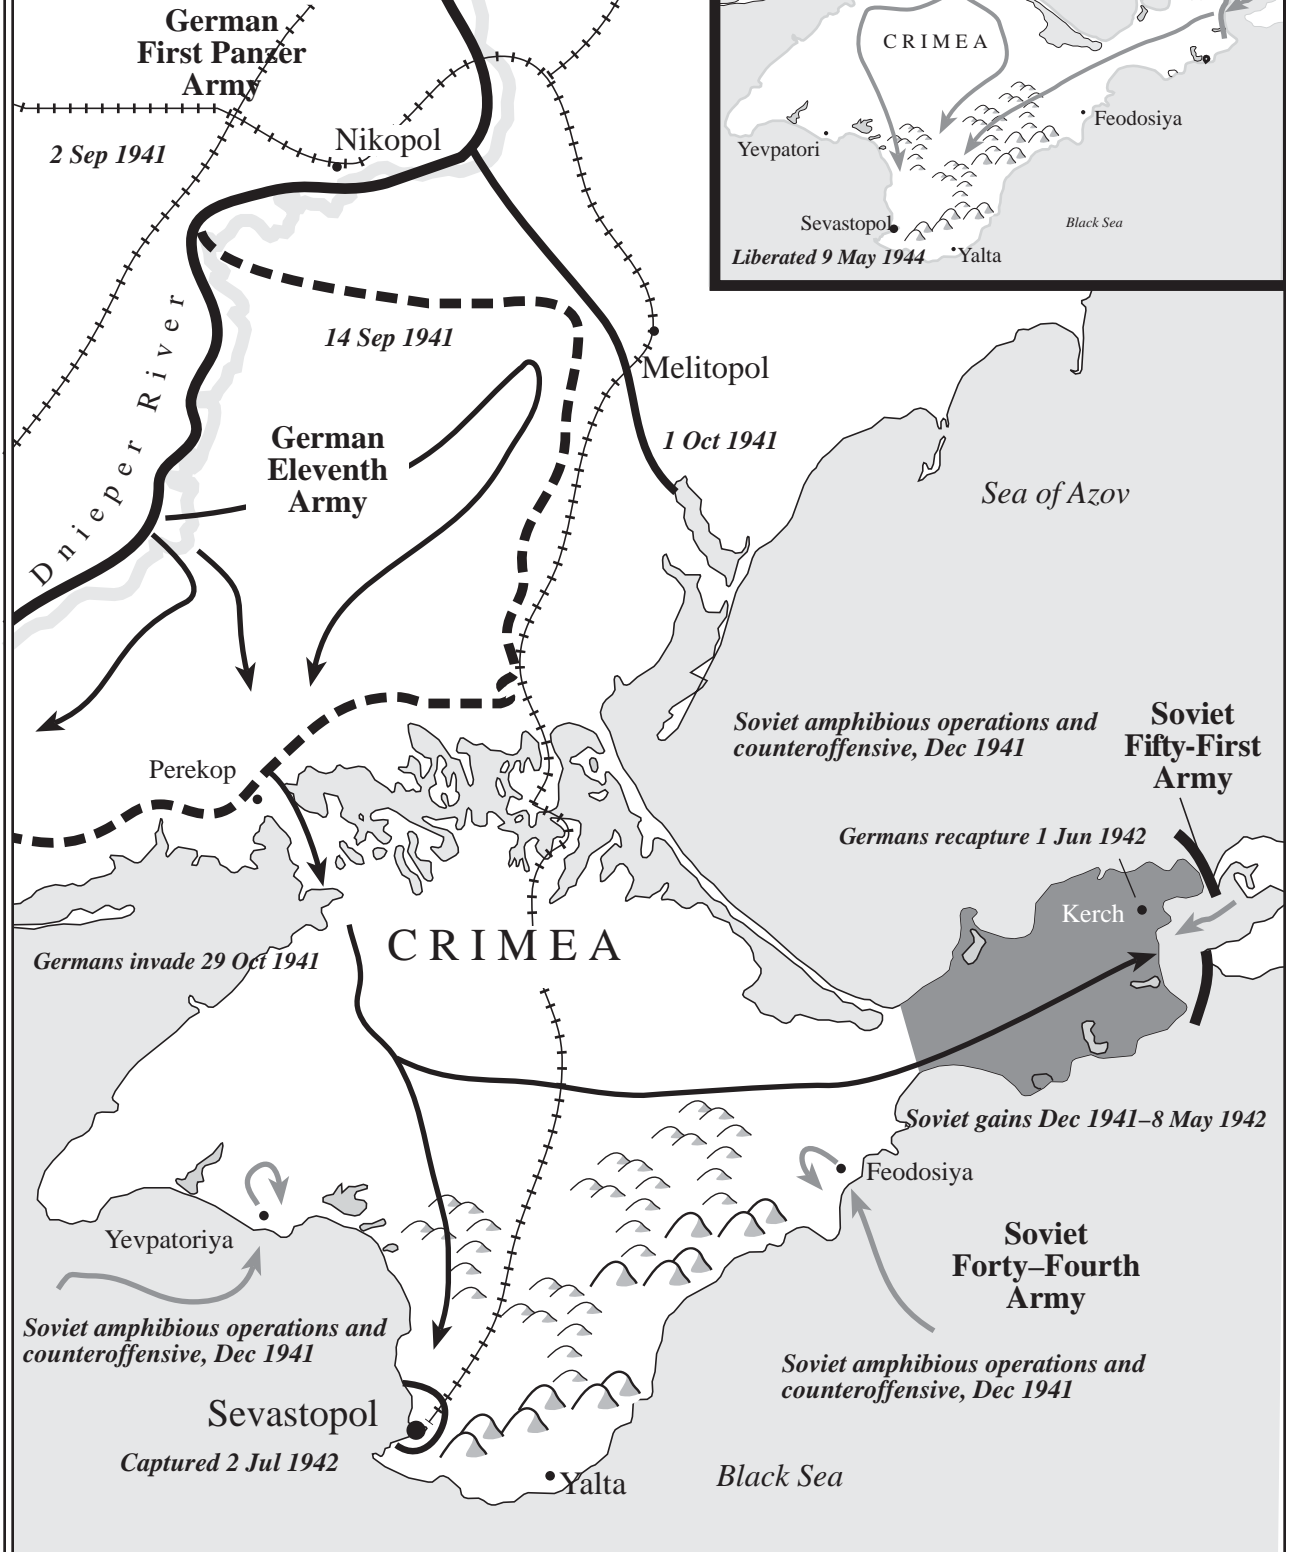 German
First Panzer
Army
2 Sep 1941
Nikopol
CRIMEA
Feodosiya
Yevpatori
Sevastopol
Black Sea
Liberated 9 May 1944
Yalta
Dnieper River
14 Sep 1941
Melitopol
German
Eleventh
Army
1 Oct 1941
Sea of Azov
Perekop
Soviet amphibious operations and
counteroffensive, Dec 1941
Soviet
Fifty-First
Army
Germans recapture 1 Jun 1942
Kerch
Germans invade 29 Oct 1941
CRIMEA
Soviet gains Dec 1941–8 May 1942
Feodosiya
Yevpatoriya
Soviet
Forty–Fourth
Army
Soviet amphibious operations and
counteroffensive, Dec 1941
Soviet amphibious operations and
counteroffensive, Dec 1941
Sevastopol
Captured 2 Jul 1942
Yalta
Black Sea